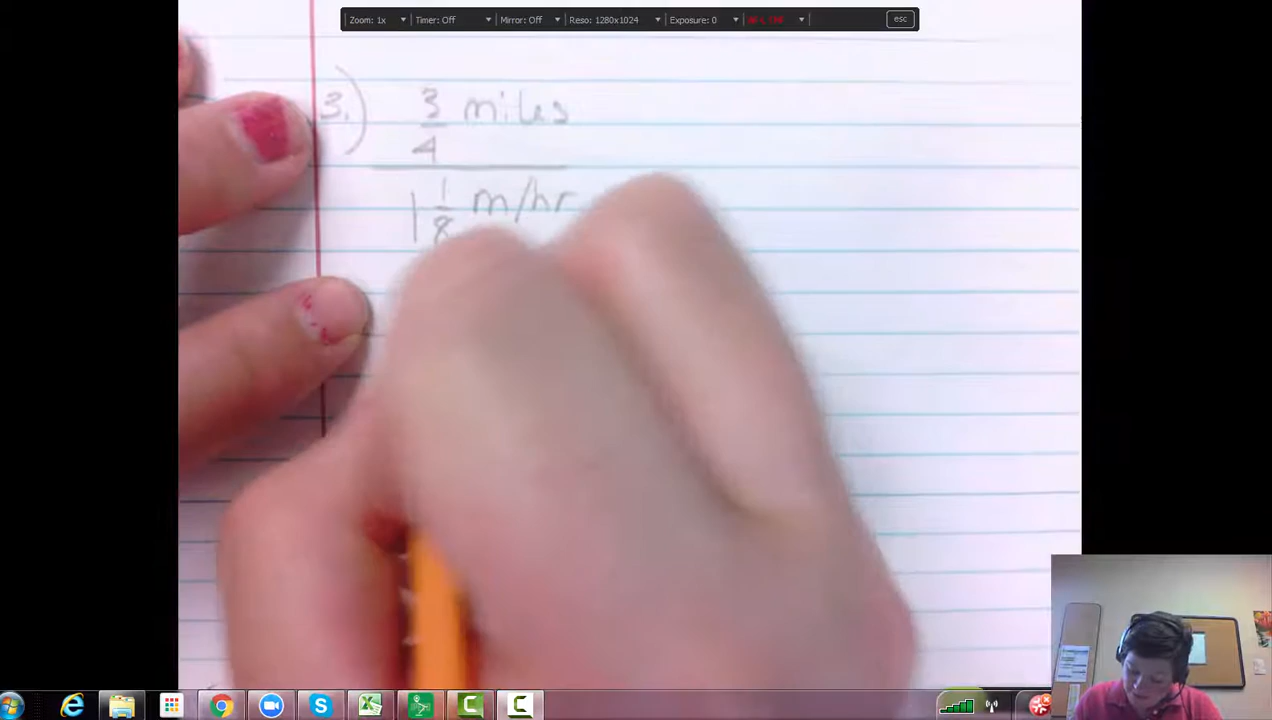 Zoom: 1x Timer: Off Mirror: Off Reso: 1280x1024 Exposure: 0 esc
3.) 3/4 miles
1 1/8 m/hr